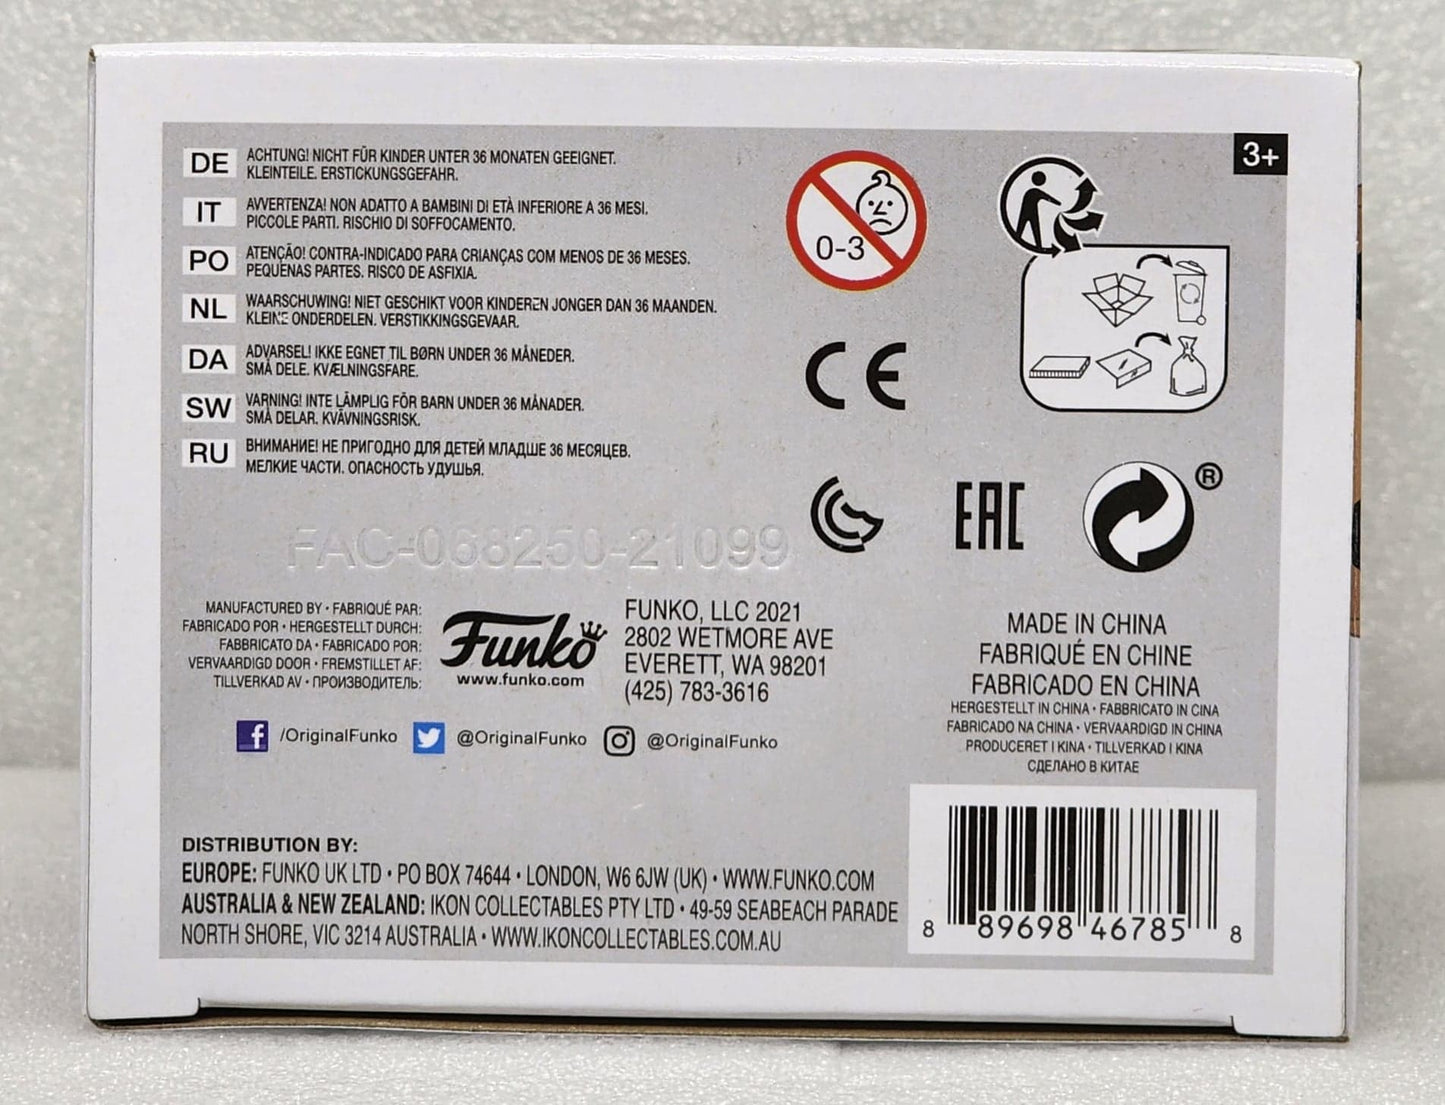 3+
DE ACHTUNG! NICHT FÜR KINDER UNTER 36 MONATEN GEEIGNET.
KLEINTEILE. ERSTICKUNGSGEFAHR.
IT AVVERTENZA! NON ADATTO A BAMBINI DI ETÀ INFERIORE A 36 MESI.
PICCOLE PARTI. RISCHIO DI SOFFOCAMENTO.
PO ATENÇÃO! CONTRA-INDICADO PARA CRIANÇAS COM MENOS DE 36 MESES.
PEQUENAS PARTES. RISCO DE ASFIXIA.
NL WAARSCHUWING! NIET GESCHIKT VOOR KINDEREN JONGER DAN 36 MAANDEN.
KLEINE ONDERDELEN. VERSTIKKINGSGEVAAR.
DA ADVARSEL! IKKE EGNET TIL BØRN UNDER 36 MÅNEDER.
SMÅ DELE. KVÆLNINGSFARE.
SW VARNING! INTE LÄMPLIG FÖR BARN UNDER 36 MÅNADER.
SMÅ DELAR. KVÄVNINGSRISK.
RU ВНИМАНИЕ! НЕ ПРИГОДНО ДЛЯ ДЕТЕЙ МЛАДШЕ 36 МЕСЯЦЕВ.
МЕЛКИЕ ЧАСТИ. ОПАСНОСТЬ УДУШЬЯ.
0-3
CE
EAC
®
FAC-068250-21099
MANUFACTURED BY • FABRIQUÉ PAR:
FABRICADO POR • HERGESTELLT DURCH:
FABBRICATO DA • FABRICADO POR:
VERVAARDIGD DOOR • FREMSTILLET AF:
TILLVERKAD AV • ПРОИЗВОДИТЕЛЬ:
Funko
www.funko.com
FUNKO, LLC 2021
2802 WETMORE AVE
EVERETT, WA 98201
(425) 783-3616
/OriginalFunko @OriginalFunko @OriginalFunko
MADE IN CHINA
FABRIQUÉ EN CHINE
FABRICADO EN CHINA
HERGESTELLT IN CHINA • FABBRICATO IN CINA
FABRICADO NA CHINA • VERVAARDIGD IN CHINA
PRODUCERET I KINA • TILLVERKAD I KINA
СДЕЛАНО В КИТАЕ
DISTRIBUTION BY:
EUROPE: FUNKO UK LTD • PO BOX 74644 • LONDON, W6 6JW (UK) • WWW.FUNKO.COM
AUSTRALIA & NEW ZEALAND: IKON COLLECTABLES PTY LTD • 49-59 SEABEACH PARADE
NORTH SHORE, VIC 3214 AUSTRALIA • WWW.IKONCOLLECTABLES.COM.AU
8 89698 46785 8